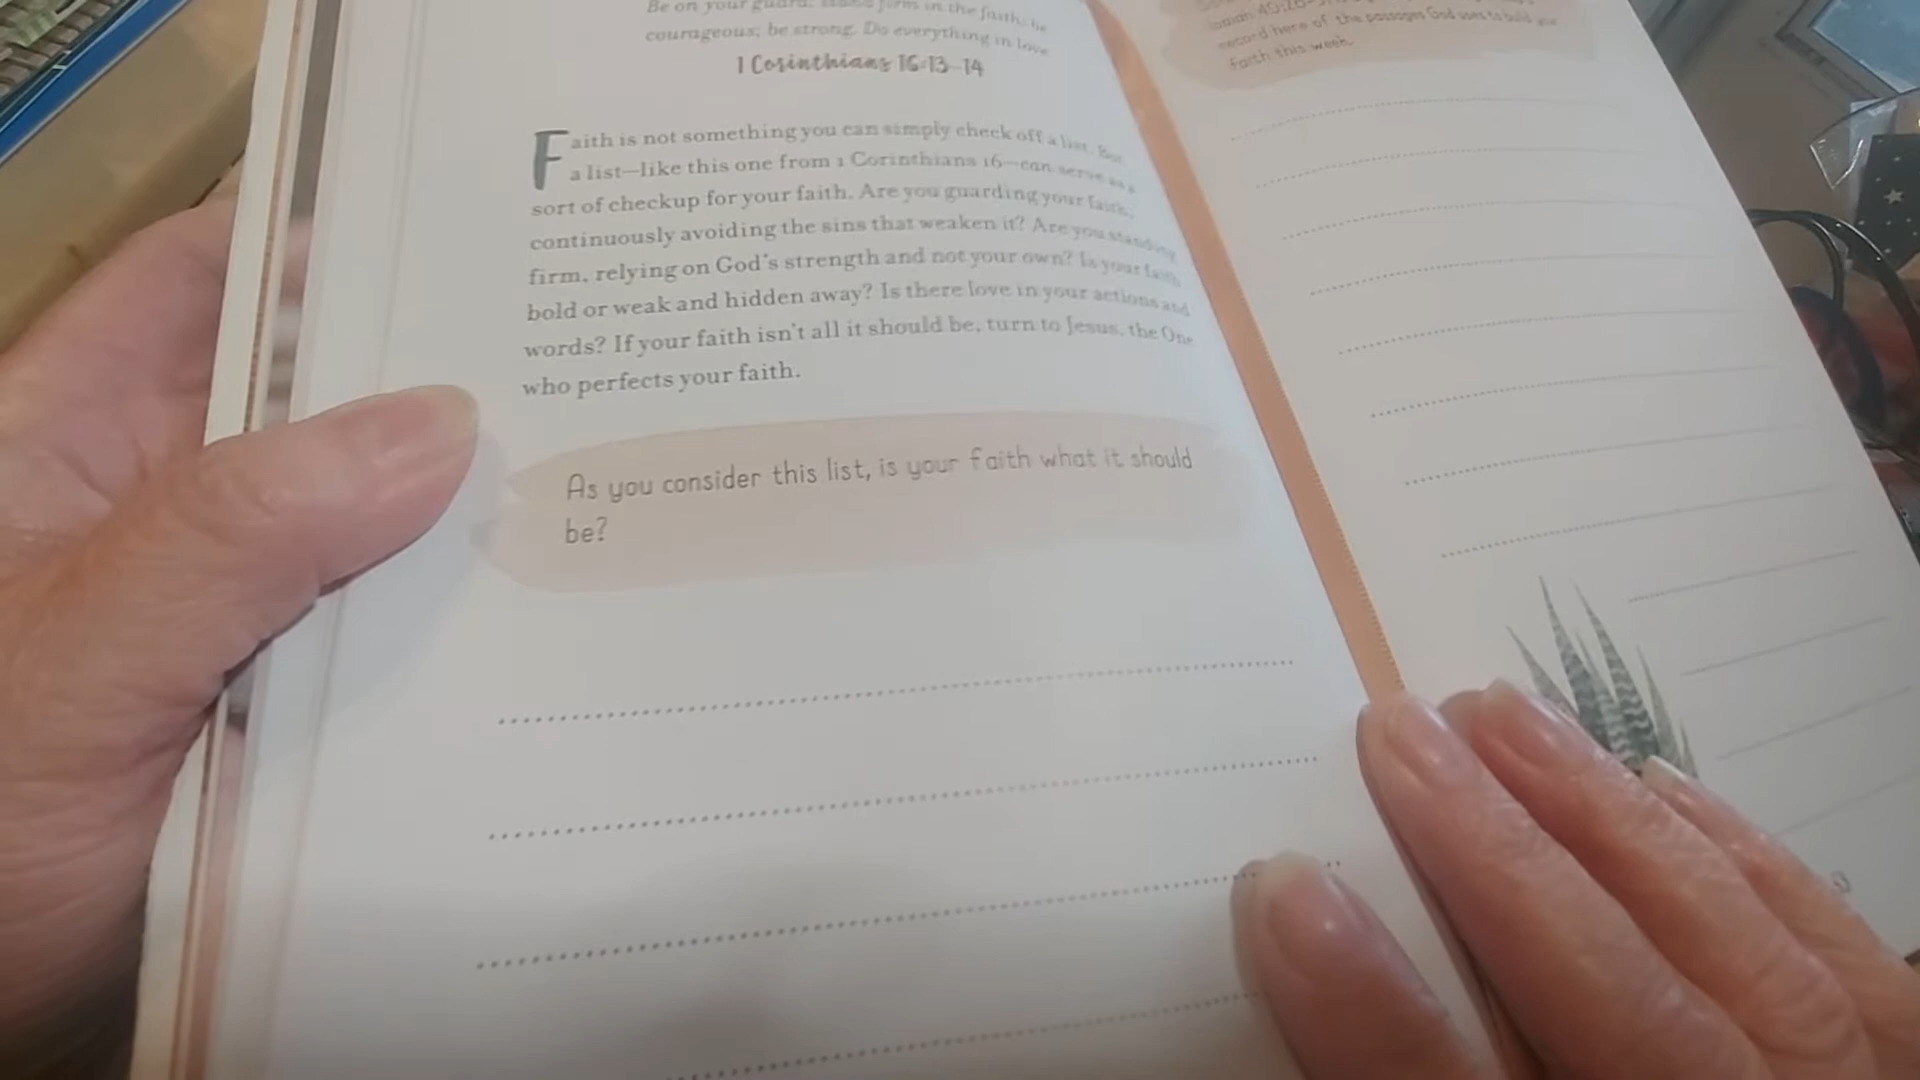 Be on your guard; stand firm in the faith; be
courageous; be strong. Do everything in love
1 Corinthians 16:13-14
Faith is not something you can simply check off a list. But
a list—like this one from 1 Corinthians 16—can serve as a
sort of checkup for your faith. Are you guarding your faith,
continuously avoiding the sins that weaken it? Are you standing
firm, relying on God's strength and not your own? Is your faith
bold or weak and hidden away? Is there love in your actions and
words? If your faith isn't all it should be, turn to Jesus, the One
who perfects your faith.
As you consider this list, is your faith what it should
be?
Isaiah 40:28
record here of the passages God uses to build your
faith this week.